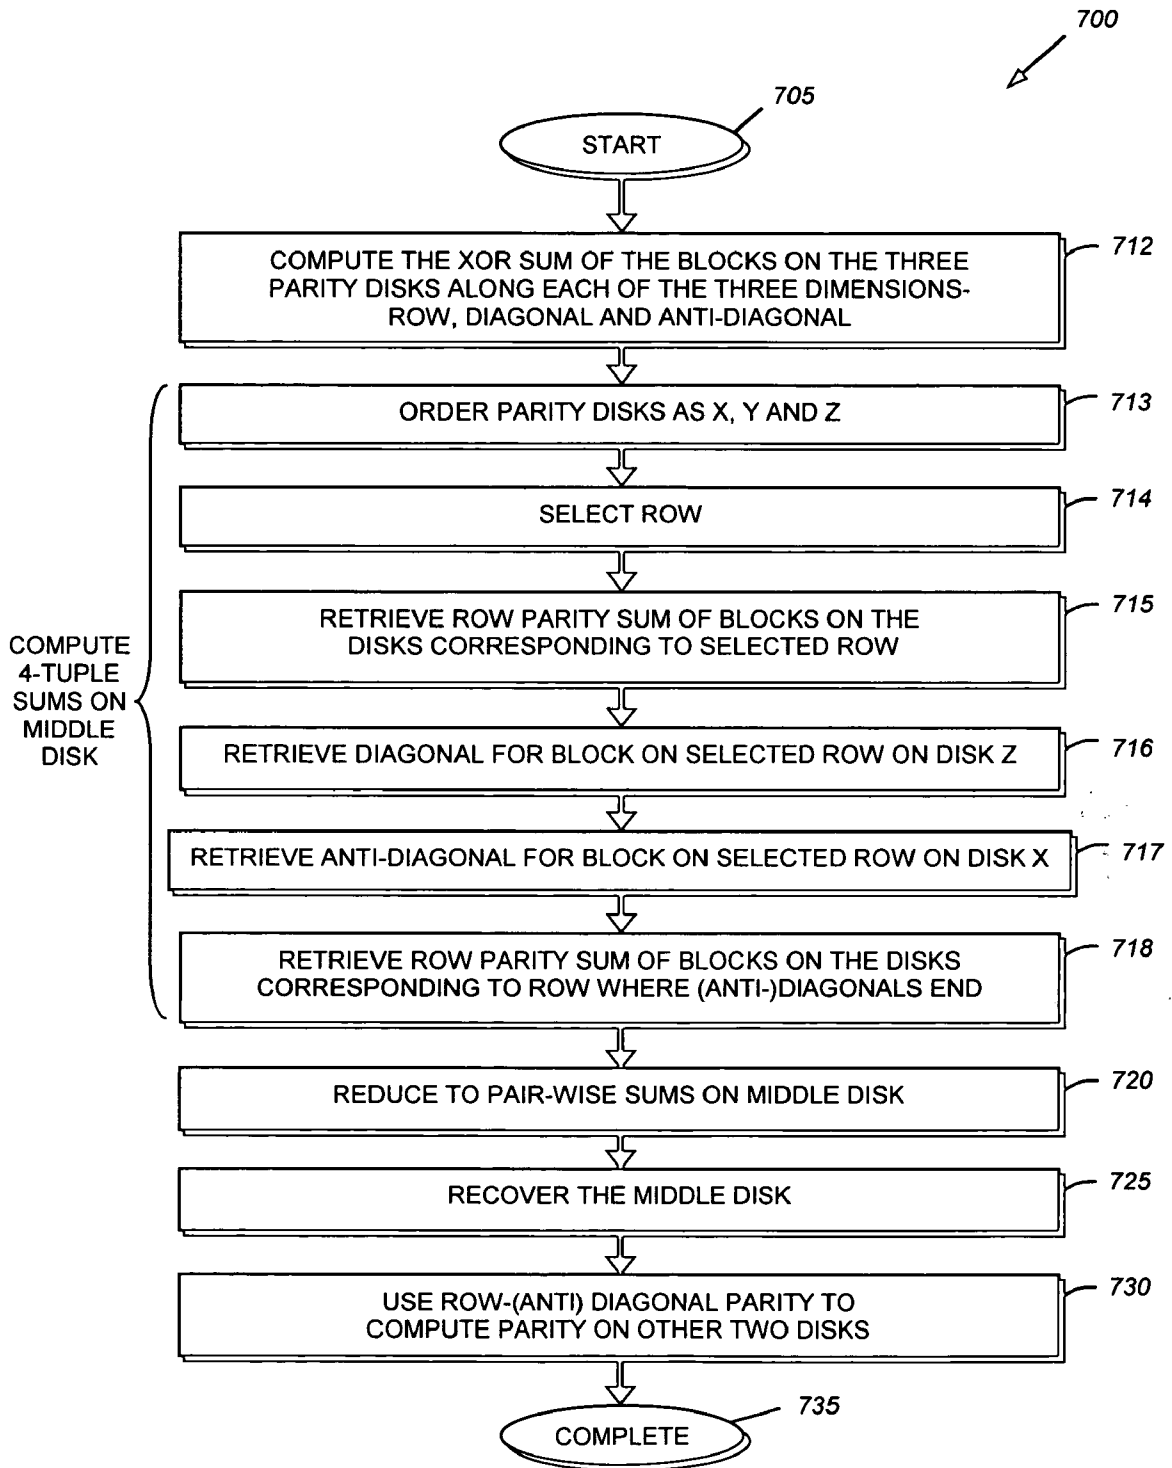 700
705
START
712
COMPUTE THE XOR SUM OF THE BLOCKS ON THE THREE
PARITY DISKS ALONG EACH OF THE THREE DIMENSIONS-
ROW, DIAGONAL AND ANTI-DIAGONAL
713
ORDER PARITY DISKS AS X, Y AND Z
714
SELECT ROW
715
RETRIEVE ROW PARITY SUM OF BLOCKS ON THE
DISKS CORRESPONDING TO SELECTED ROW
COMPUTE
4-TUPLE
SUMS ON
MIDDLE
DISK
716
RETRIEVE DIAGONAL FOR BLOCK ON SELECTED ROW ON DISK Z
717
RETRIEVE ANTI-DIAGONAL FOR BLOCK ON SELECTED ROW ON DISK X
718
RETRIEVE ROW PARITY SUM OF BLOCKS ON THE DISKS
CORRESPONDING TO ROW WHERE (ANTI-)DIAGONALS END
720
REDUCE TO PAIR-WISE SUMS ON MIDDLE DISK
725
RECOVER THE MIDDLE DISK
730
USE ROW-(ANTI) DIAGONAL PARITY TO
COMPUTE PARITY ON OTHER TWO DISKS
735
COMPLETE